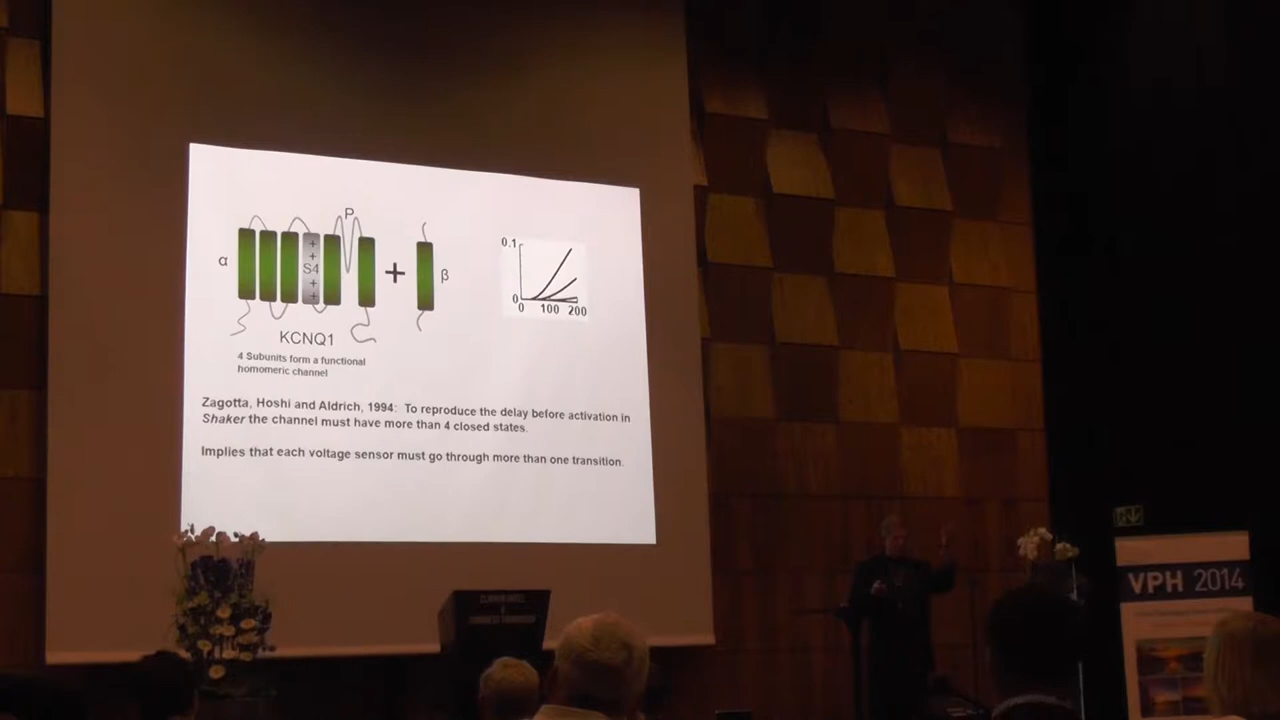 P
α
+
+
S4
+
+
+
β
KCNQ1
4 Subunits form a functional
homomeric channel
0.1
0
0 100 200
Zagotta, Hoshi and Aldrich, 1994: To reproduce the delay before activation in
Shaker the channel must have more than 4 closed states.
Implies that each voltage sensor must go through more than one transition.
VPH 2014